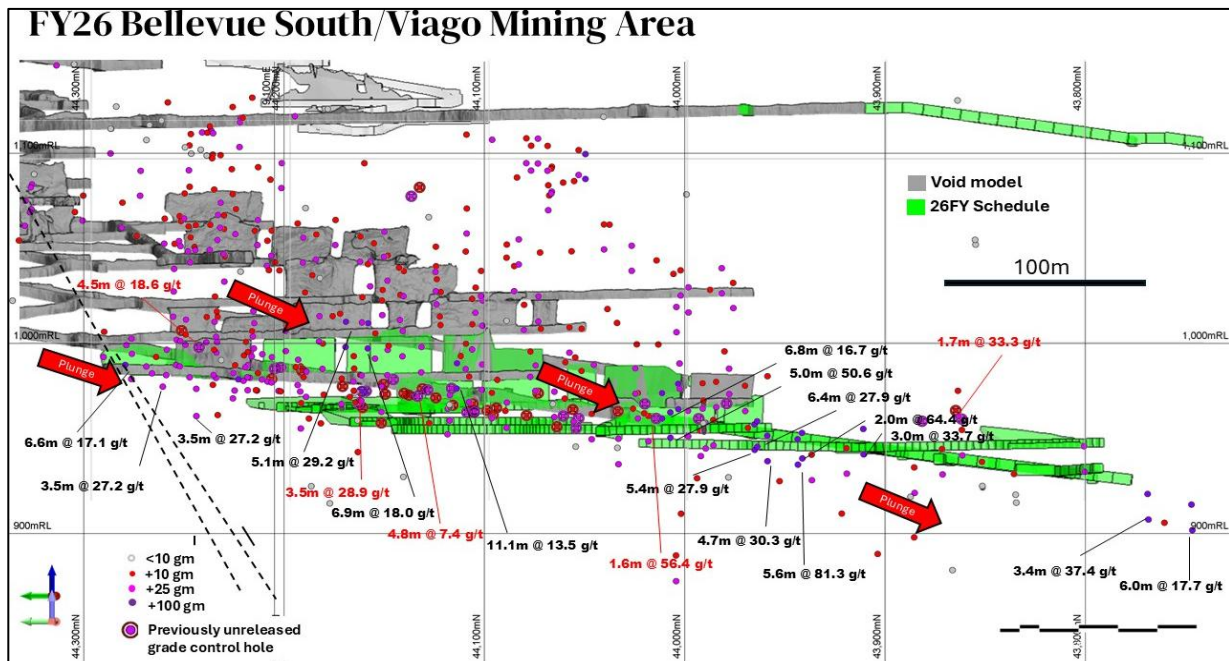 FY26 Bellevue South/Viago Mining Area
44,300mN
44,200mN
44,100mN
44,000mN
43,900mN
43,800mN
1,100mRL
1,100mRL
Void model
26FY Schedule
100m
4.5m @ 18.6 g/t
Plunge
1,000mRL
1,000mRL
Plunge
Plunge
6.8m @ 16.7 g/t
1.7m @ 33.3 g/t
5.0m @ 50.6 g/t
6.4m @ 27.9 g/t
2.0m @ 64.4 g/t
3.0m @ 33.7 g/t
6.6m @ 17.1 g/t
3.5m @ 27.2 g/t
5.1m @ 29.2 g/t
3.5m @ 27.2 g/t
3.5m @ 28.9 g/t
5.4m @ 27.9 g/t
6.9m @ 18.0 g/t
Plunge
900mRL
900mRL
4.8m @ 7.4 g/t
11.1m @ 13.5 g/t
4.7m @ 30.3 g/t
1.6m @ 56.4 g/t
5.6m @ 81.3 g/t
3.4m @ 37.4 g/t
6.0m @ 17.7 g/t
<10 gm
+10 gm
+25 gm
+100 gm
Previously unreleased
grade control hole
44,300mN
44,100mN
44,000mN
43,900mN
43,800mN